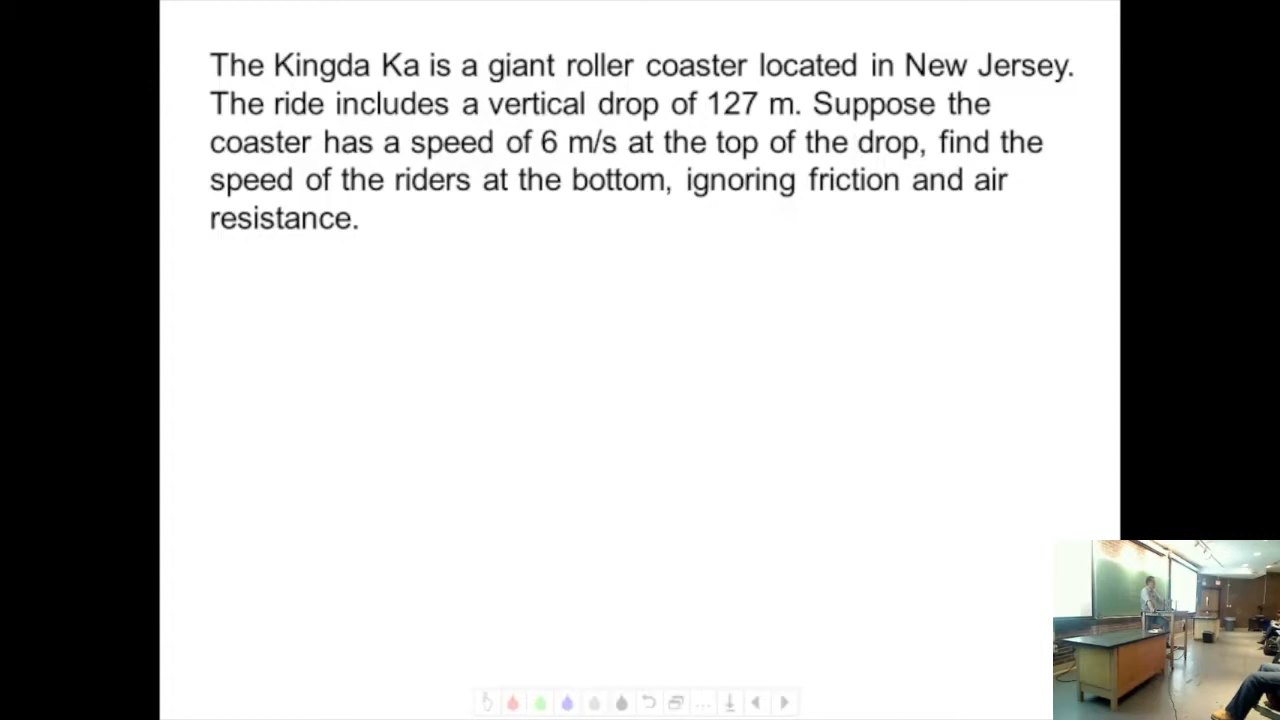 The Kingda Ka is a giant roller coaster located in New Jersey.
The ride includes a vertical drop of 127 m. Suppose the
coaster has a speed of 6 m/s at the top of the drop, find the
speed of the riders at the bottom, ignoring friction and air
resistance.